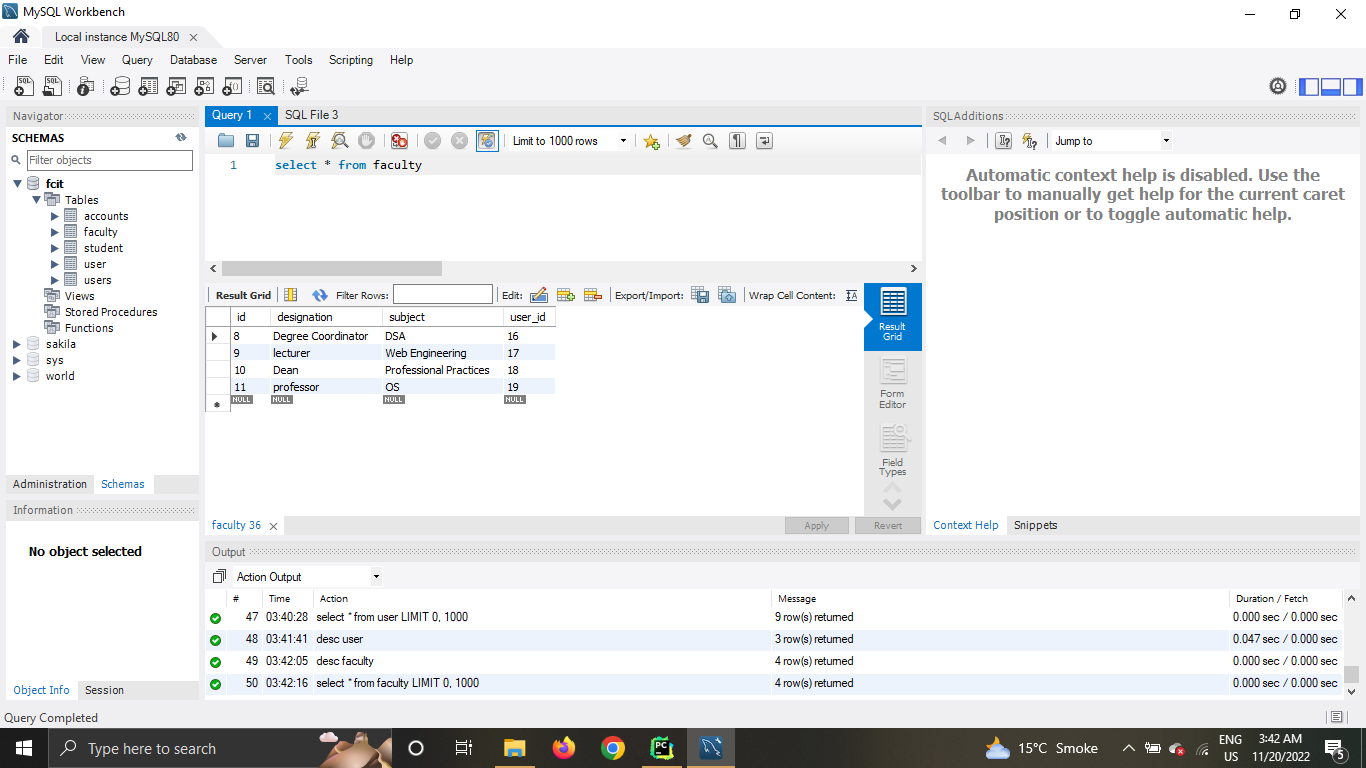 MySQL Workbench
Local instance MySQL80
File Edit View Query Database Server Tools Scripting Help
Navigator
SCHEMAS
Filter objects
fcit
Tables
accounts
faculty
student
user
users
Views
Stored Procedures
Functions
sakila
sys
world
Administration Schemas
Information
No object selected
Object Info Session
Query 1 SQL File 3
Limit to 1000 rows
1 select * from faculty
Result Grid Filter Rows: Edit: Export/Import: Wrap Cell Content: IA
id designation subject user_id
8 Degree Coordinator DSA 16
9 lecturer Web Engineering 17
10 Dean Professional Practices 18
11 professor OS 19
NULL NULL NULL NULL
Result Grid
Form Editor
Field Types
faculty 36 Apply Revert
SQL Additions
Jump to
Automatic context help is disabled. Use the
toolbar to manually get help for the current caret
position or to toggle automatic help.
Context Help Snippets
Output
Action Output
# Time Action Message Duration / Fetch
47 03:40:28 select * from user LIMIT 0, 1000 9 row(s) returned 0.000 sec / 0.000 sec
48 03:41:41 desc user 3 row(s) returned 0.047 sec / 0.000 sec
49 03:42:05 desc faculty 4 row(s) returned 0.000 sec / 0.000 sec
50 03:42:16 select * from faculty LIMIT 0, 1000 4 row(s) returned 0.000 sec / 0.000 sec
Query Completed
Type here to search
PC
15°C Smoke
ENG
US
3:42 AM
11/20/2022
5